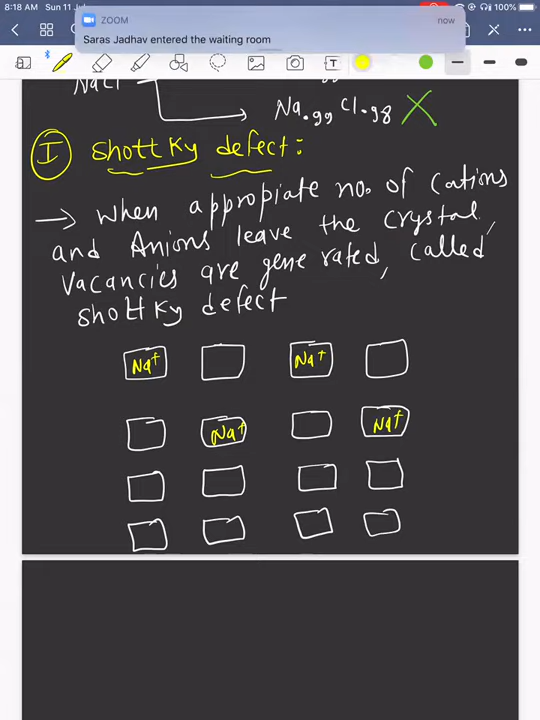 8:18 AM Sun 11 Jul
100%
ZOOM now
Saras Jadhav entered the waiting room
NaCl
Na.99 Cl.98 X
I shottky defect:
→ When appropiate no. of cations
and Anions leave the crystal,
Vacancies are generated, called
shottky defect
Na+ Na+
Na+ Na+